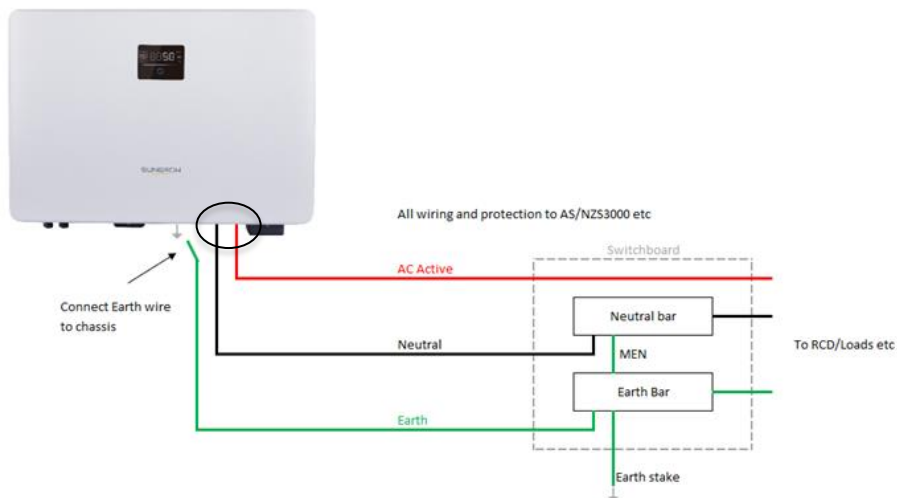 SUNGROW
All wiring and protection to AS/NZS3000 etc
Switchboard
AC Active
Connect Earth wire
to chassis
Neutral bar
Neutral
MEN
To RCD/Loads etc
Earth Bar
Earth
Earth stake